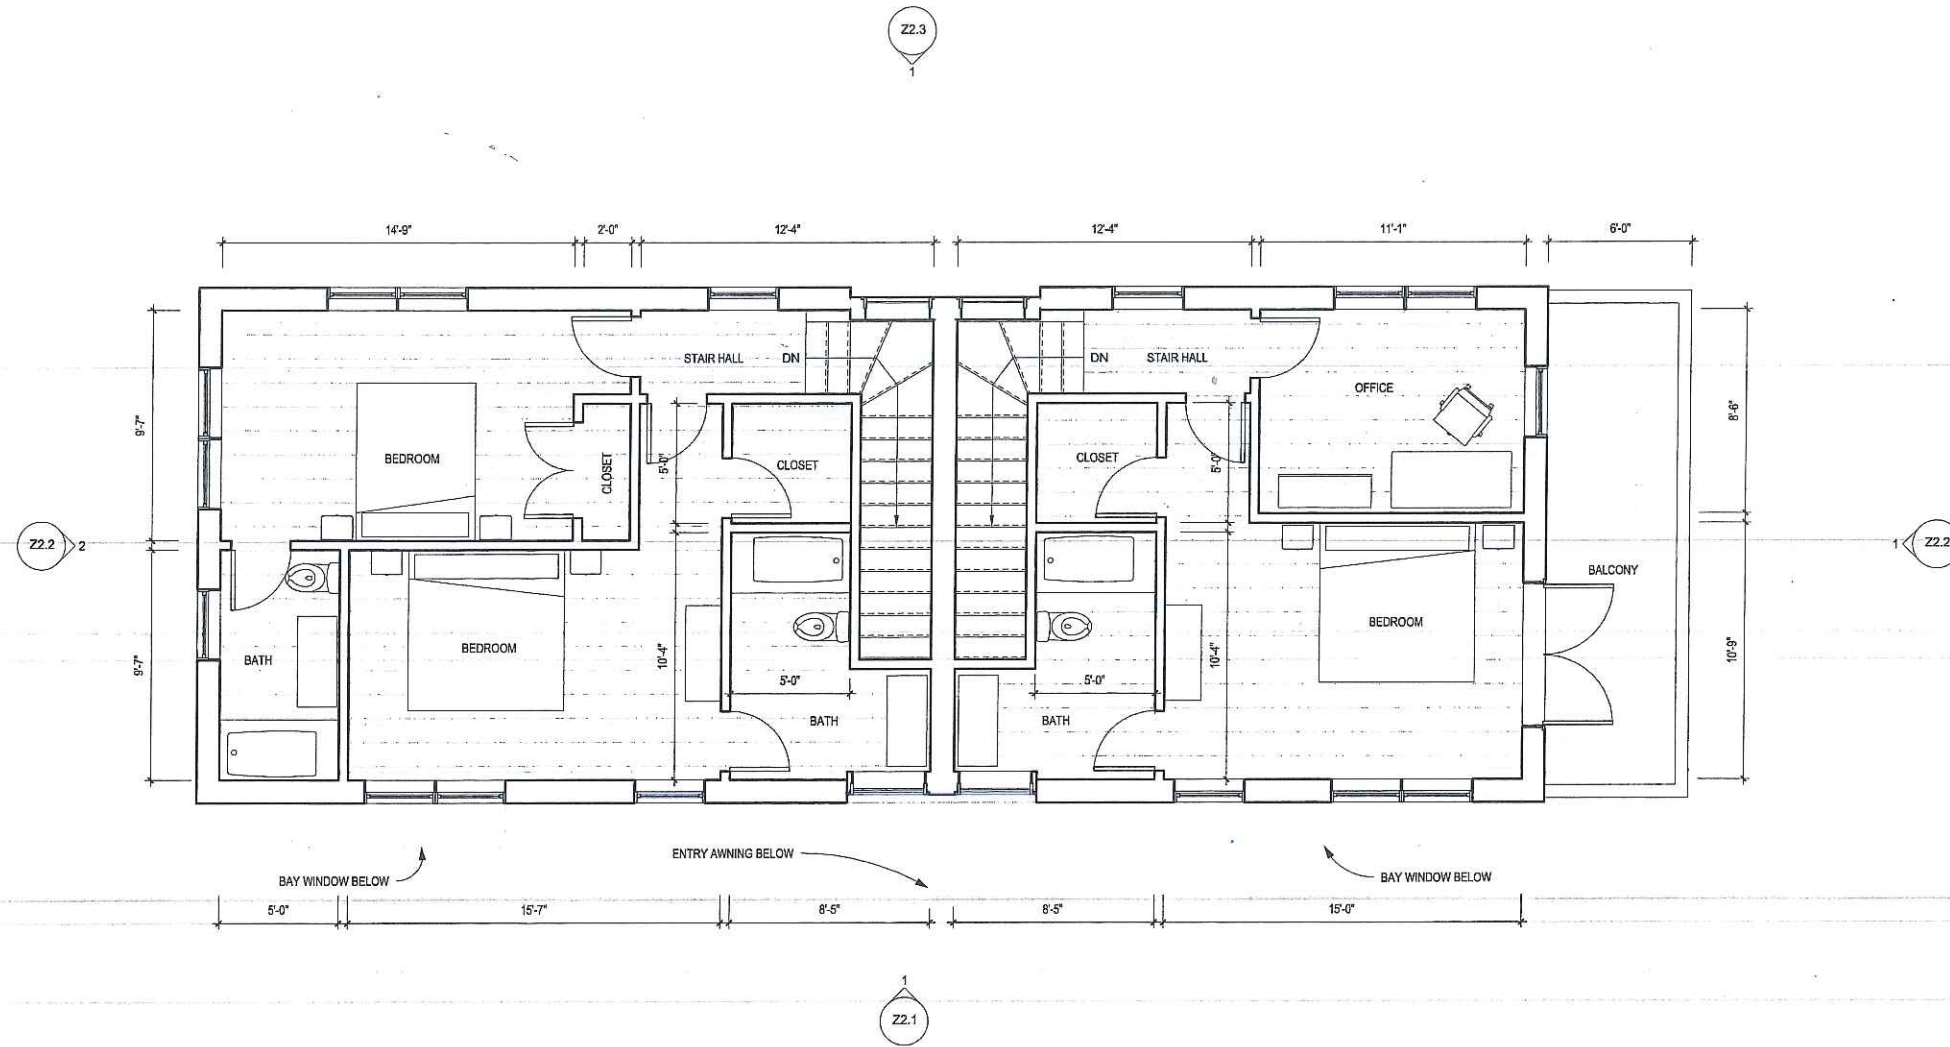 Z2.3
1
14'-9"
2'-0"
12'-4"
12'-4"
11'-1"
6'-0"
STAIR HALL
DN
DN
STAIR HALL
OFFICE
9'-7"
8'-6"
BEDROOM
CLOSET
5'-0"
CLOSET
CLOSET
5'-0"
Z2.2
2
1
Z2.2
BALCONY
BATH
9'-7"
BEDROOM
10'-4"
5'-0"
BATH
5'-0"
BATH
10'-4"
BEDROOM
10'-9"
ENTRY AWNING BELOW
BAY WINDOW BELOW
BAY WINDOW BELOW
5'-0"
15'-7"
8'-5"
8'-5"
15'-0"
1
Z2.1